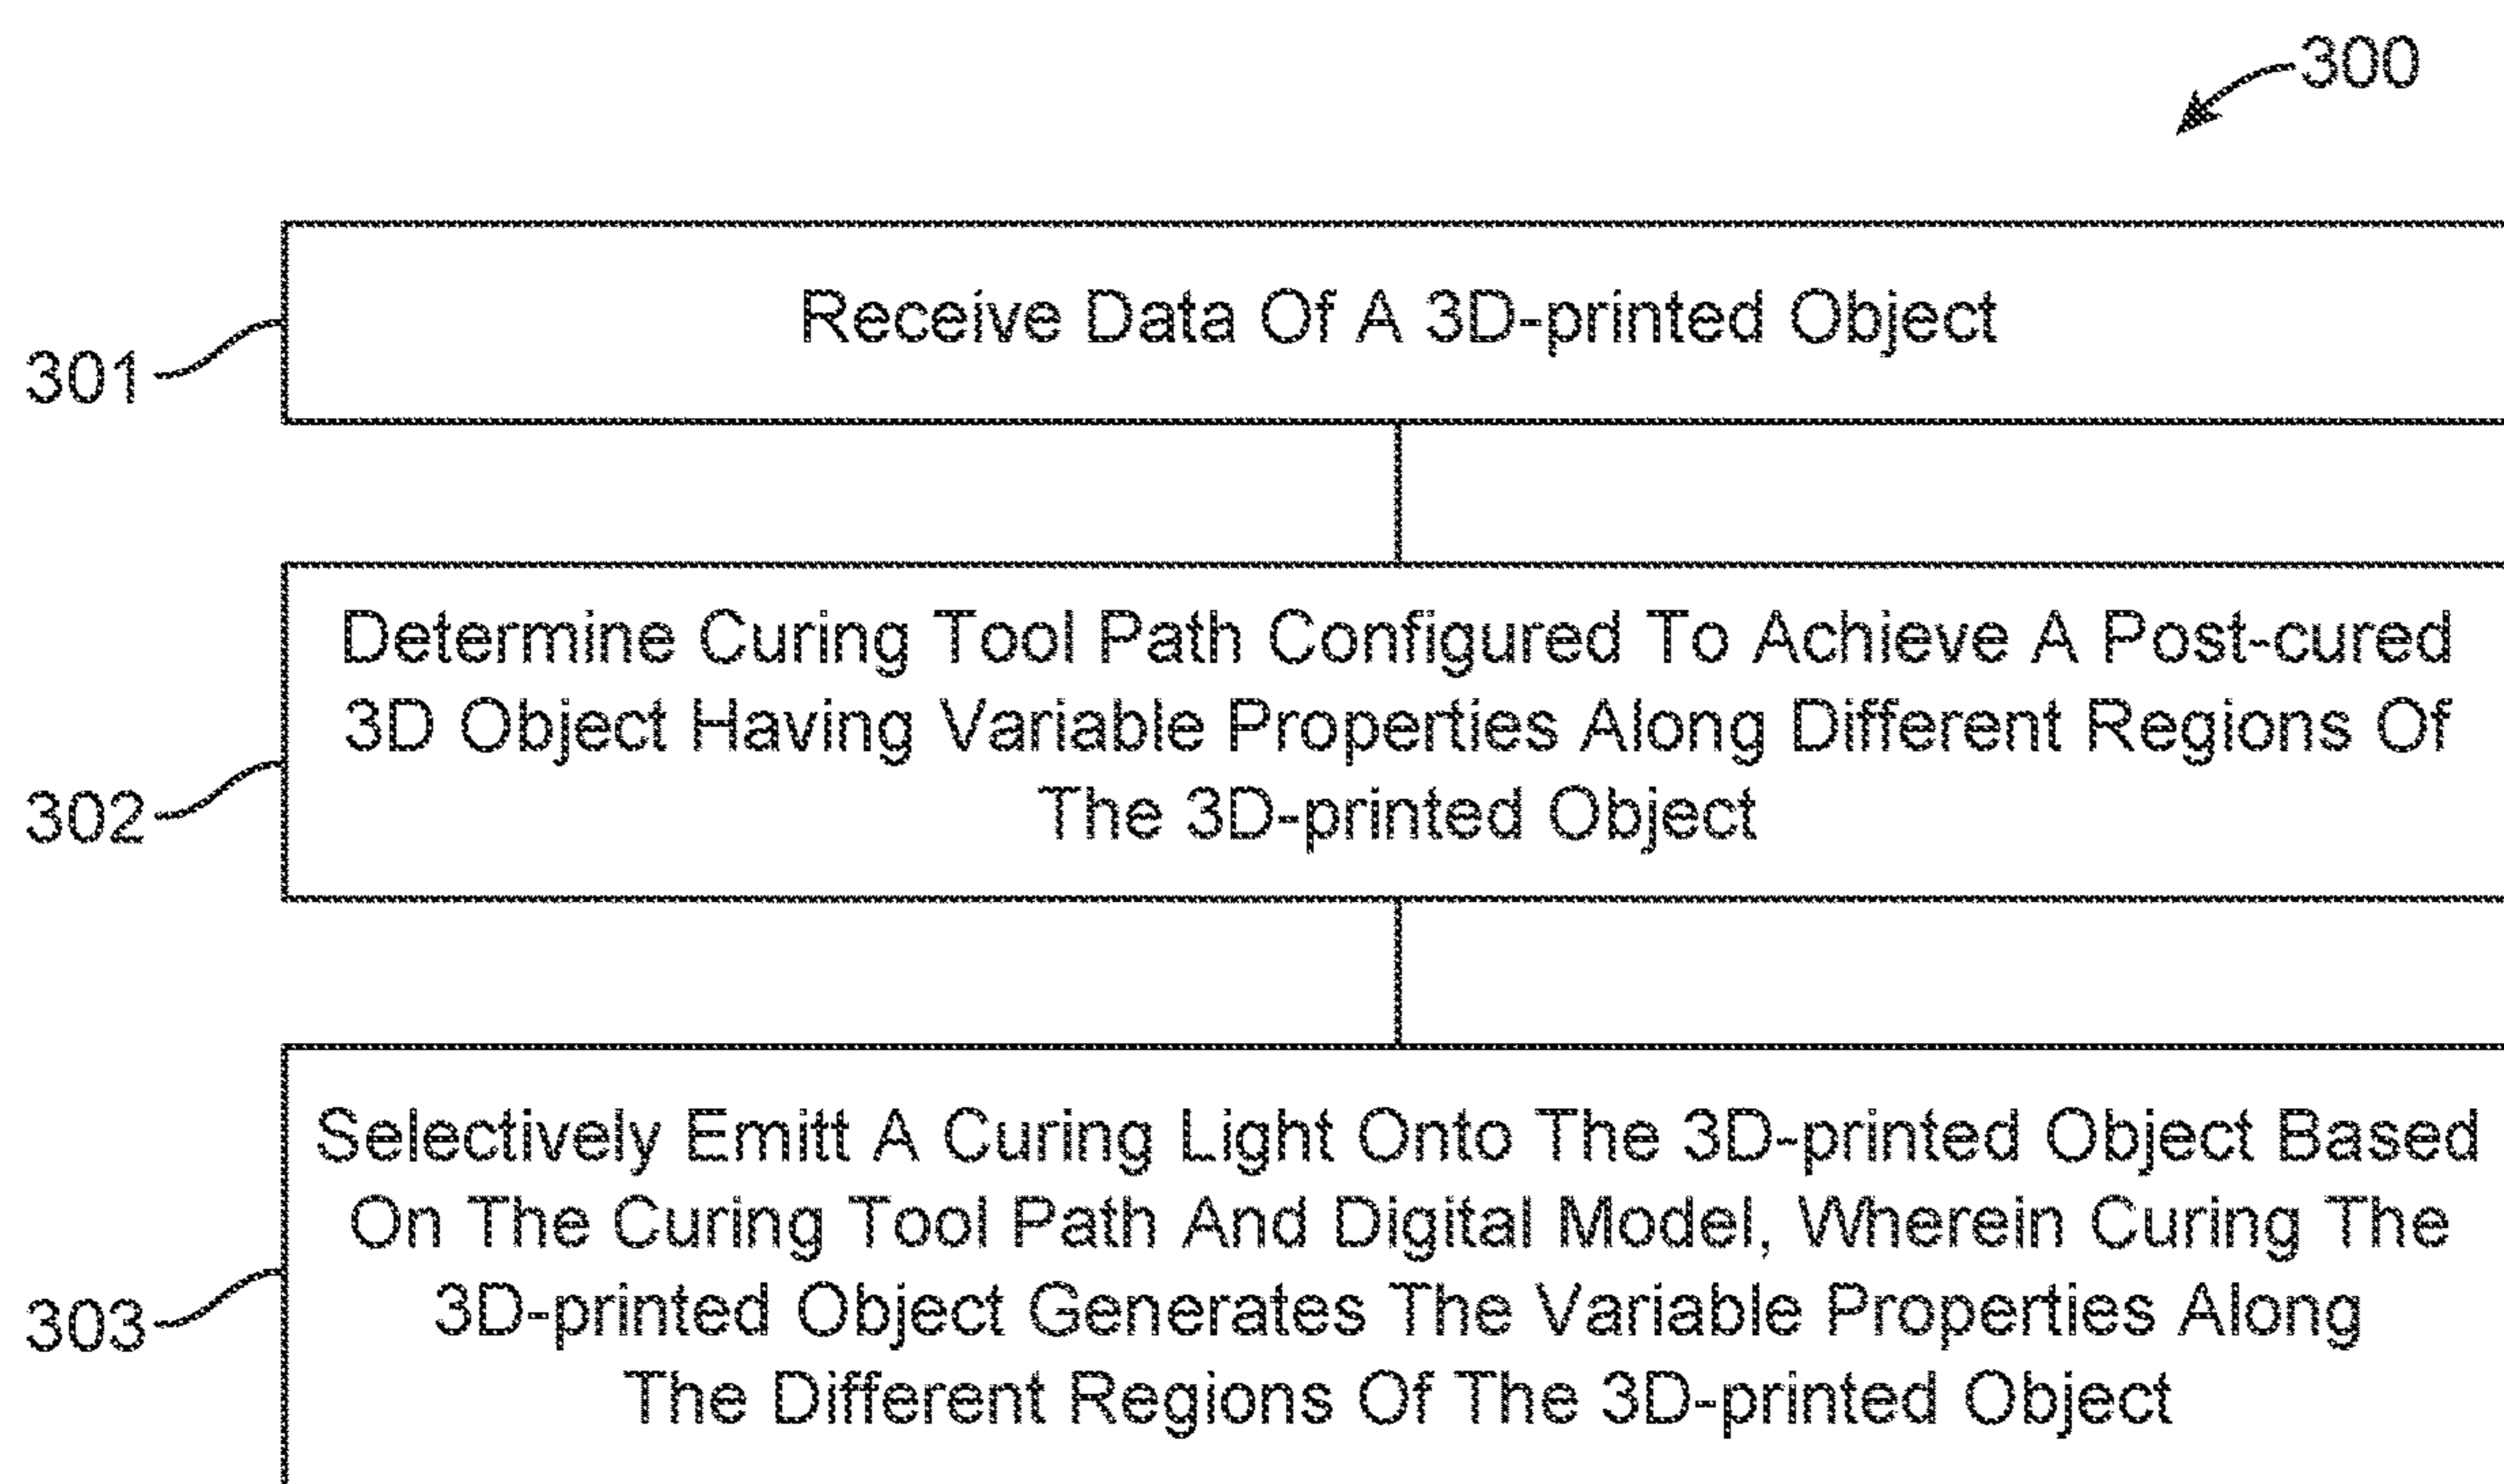 300
Receive Data Of A 3D-printed Object
301
Determine Curing Tool Path Configured To Achieve A Post-cured
3D Object Having Variable Properties Along Different Regions Of
The 3D-printed Object
302
Selectively Emitt A Curing Light Onto The 3D-printed Object Based
On The Curing Tool Path And Digital Model, Wherein Curing The
3D-printed Object Generates The Variable Properties Along
The Different Regions Of The 3D-printed Object
303